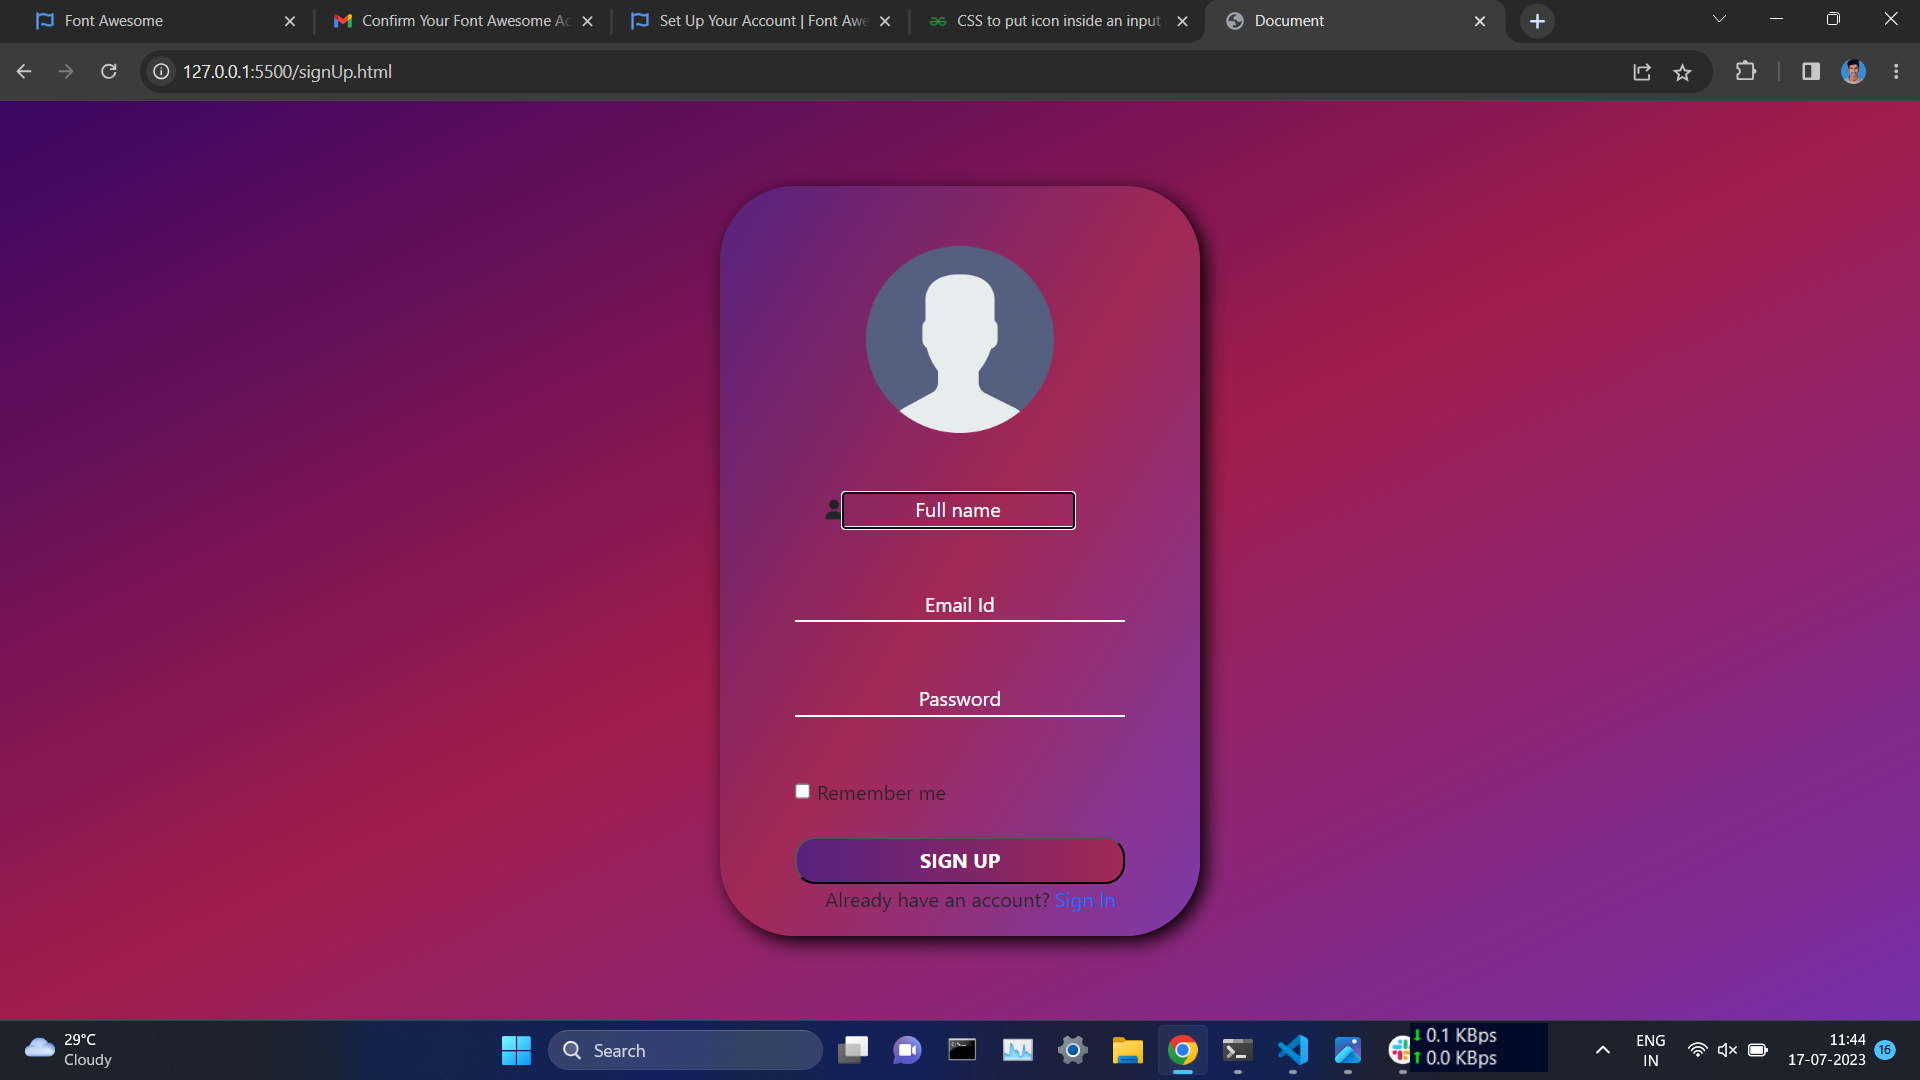 Font Awesome
Confirm Your Font Awesome Ac
Set Up Your Account | Font Awe
CSS to put icon inside an input
Document
127.0.0.1:5500/signUp.html
Full name
Email Id
Password
Remember me
SIGN UP
Already have an account? Sign In
29°C
Cloudy
Search
0.1 KBps
0.0 KBps
ENG
IN
11:44
17-07-2023
16